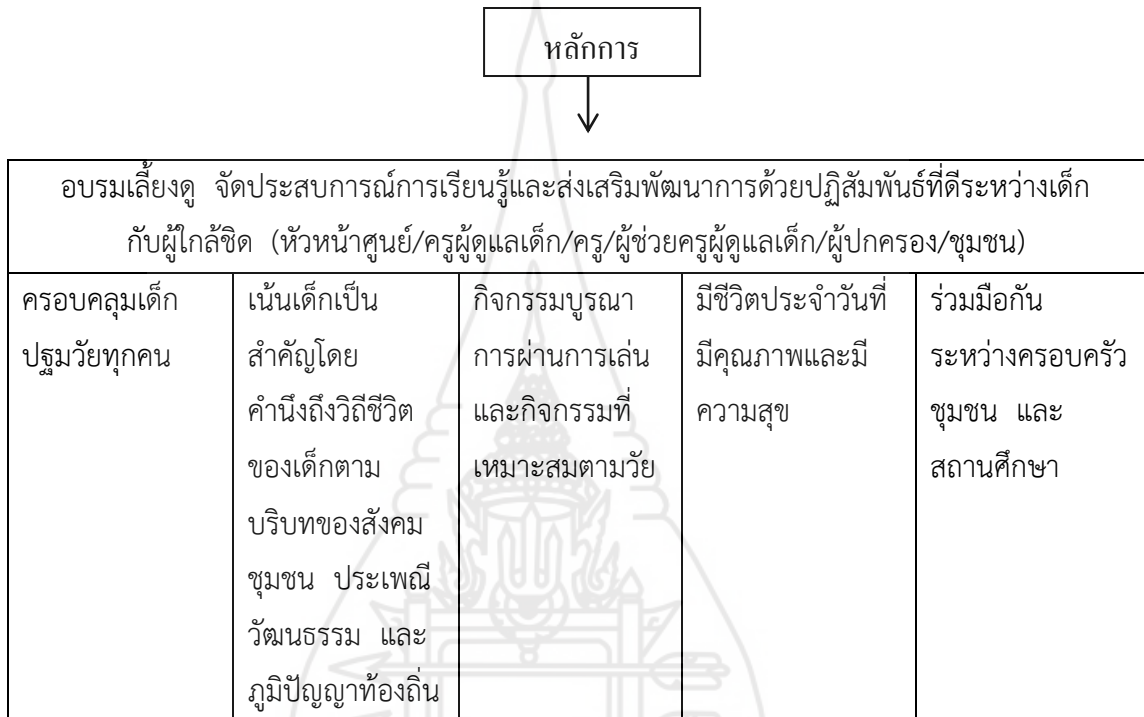 หลักการ
อบรมเลี้ยงดู จัดประสบการณ์การเรียนรู้และส่งเสริมพัฒนาการด้วยปฏิสัมพันธ์ที่ดีระหว่างเด็ก
กับผู้ใกล้ชิด (หัวหน้าศูนย์/ครูผู้ดูแลเด็ก/ครู/ผู้ช่วยครูผู้ดูแลเด็ก/ผู้ปกครอง/ชุมชน)
ครอบคลุมเด็ก
ปฐมวัยทุกคน
เน้นเด็กเป็น
สำคัญโดย
คำนึงถึงวิถีชีวิต
ของเด็กตาม
บริบทของสังคม
ชุมชน ประเพณี
วัฒนธรรม และ
ภูมิปัญญาท้องถิ่น
กิจกรรมบูรณา
การผ่านการเล่น
และกิจกรรมที่
เหมาะสมตามวัย
มีชีวิตประจำวันที่
มีคุณภาพและมี
ความสุข
ร่วมมือกัน
ระหว่างครอบครัว
ชุมชน และ
สถานศึกษา